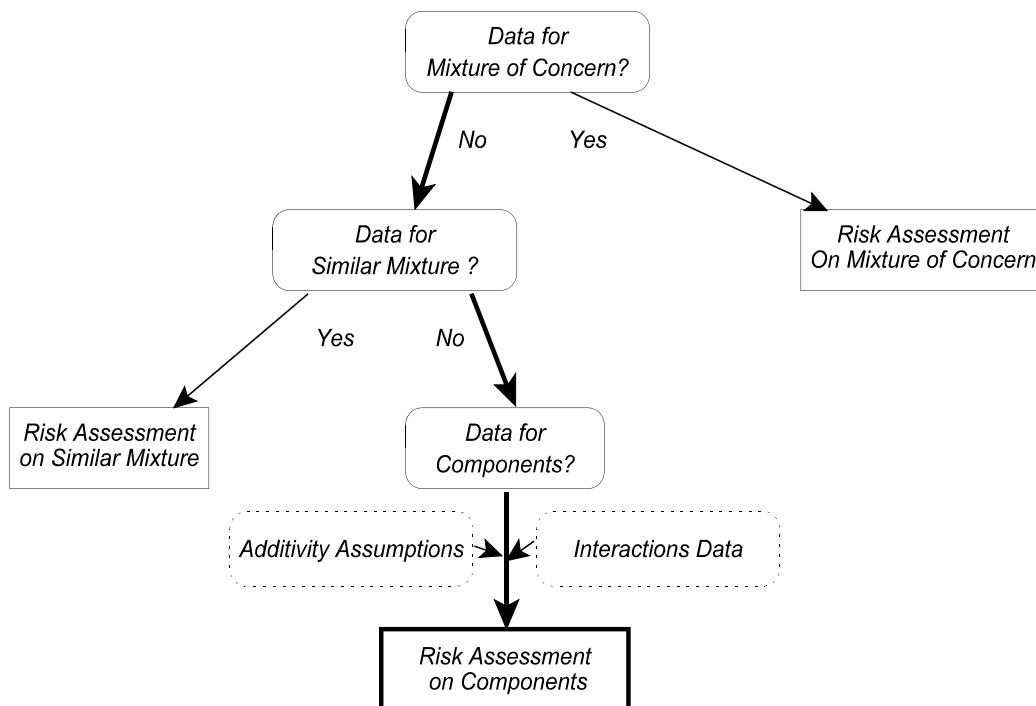 Data for
Mixture of Concern?
No
Yes
Data for
Similar Mixture ?
Risk Assessment
On Mixture of Concern
Yes
No
Risk Assessment
on Similar Mixture
Data for
Components?
Additivity Assumptions
Interactions Data
Risk Assessment
on Components